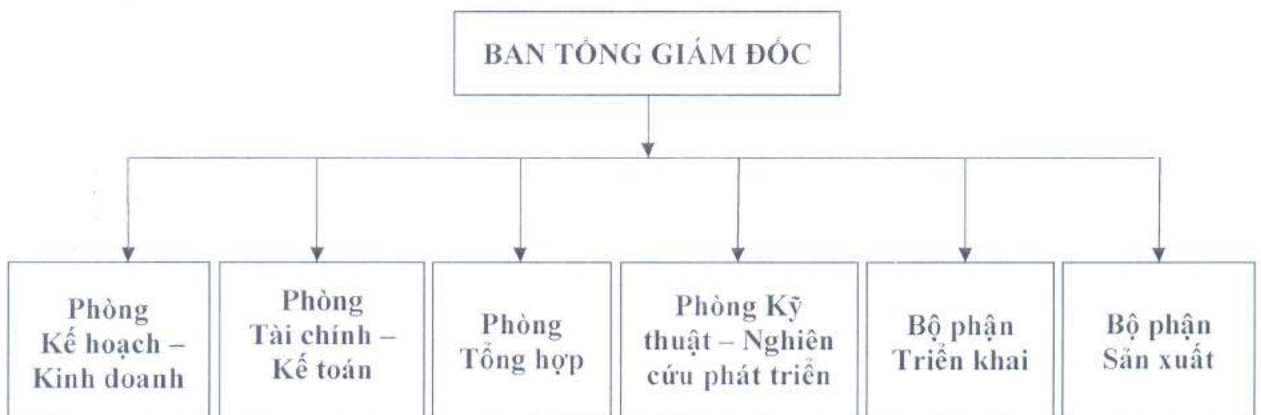 BAN TỔNG GIÁM ĐỐC
Phòng
Kế hoạch –
Kinh doanh
Phòng
Tài chính –
Kế toán
Phòng
Tổng hợp
Phòng Kỹ
thuật – Nghiên
cứu phát triển
Bộ phận
Triển khai
Bộ phận
Sản xuất